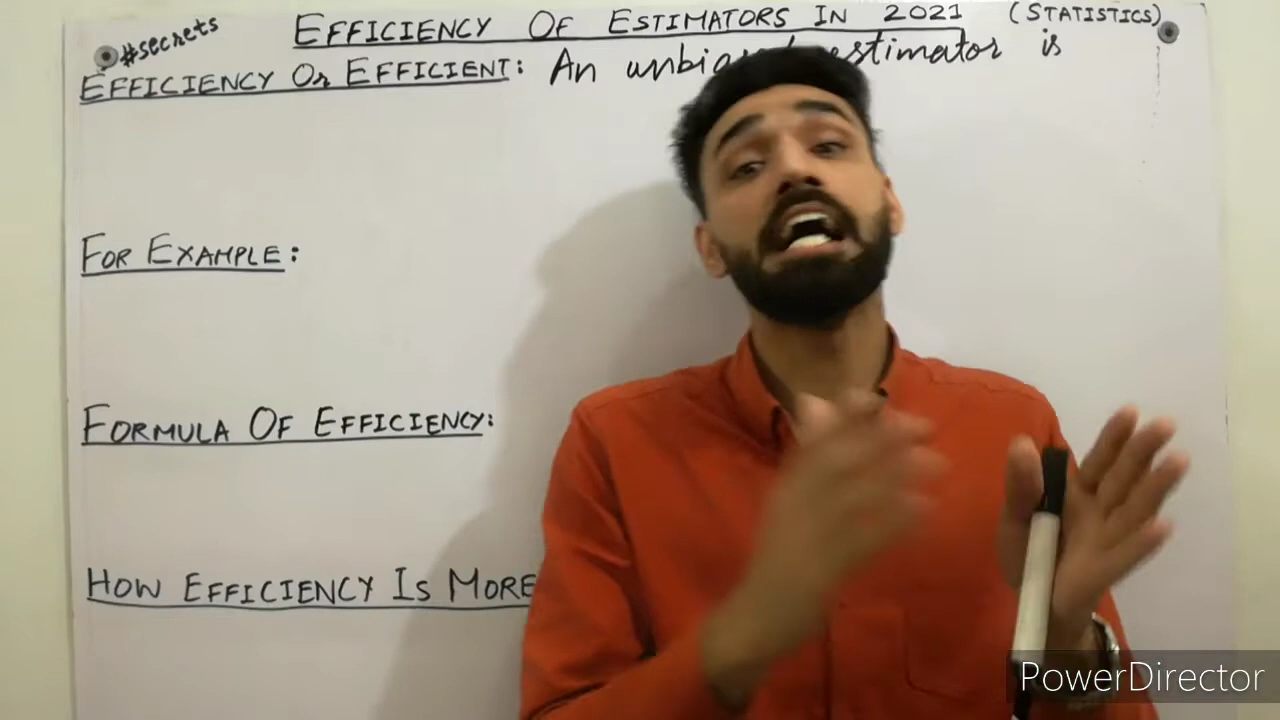 #secrets
EFFICIENCY OF ESTIMATORS IN 2021 (STATISTICS)
EFFICIENCY OR EFFICIENT: An estimator is
FOR EXAMPLE:
FORMULA OF EFFICIENCY:
HOW EFFICIENCY IS MORE
PowerDirector